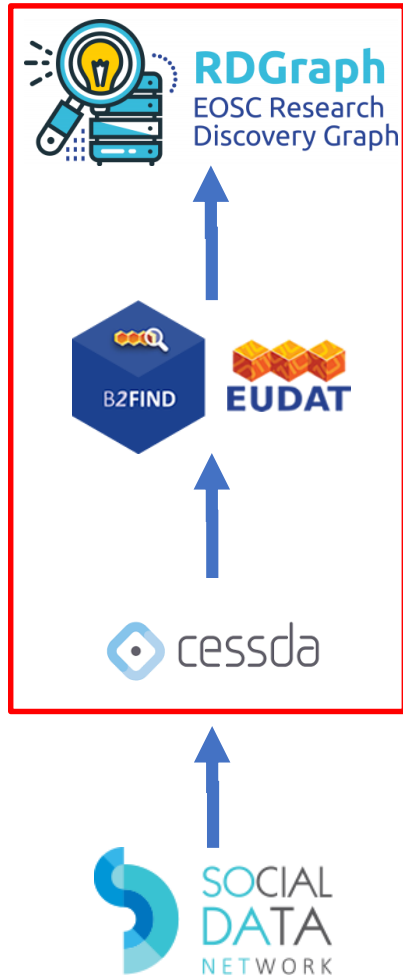 RDGraph
EOSC Research
Discovery Graph
B2FIND
EUDAT
cessda
SOCIAL
DATA
NETWORK